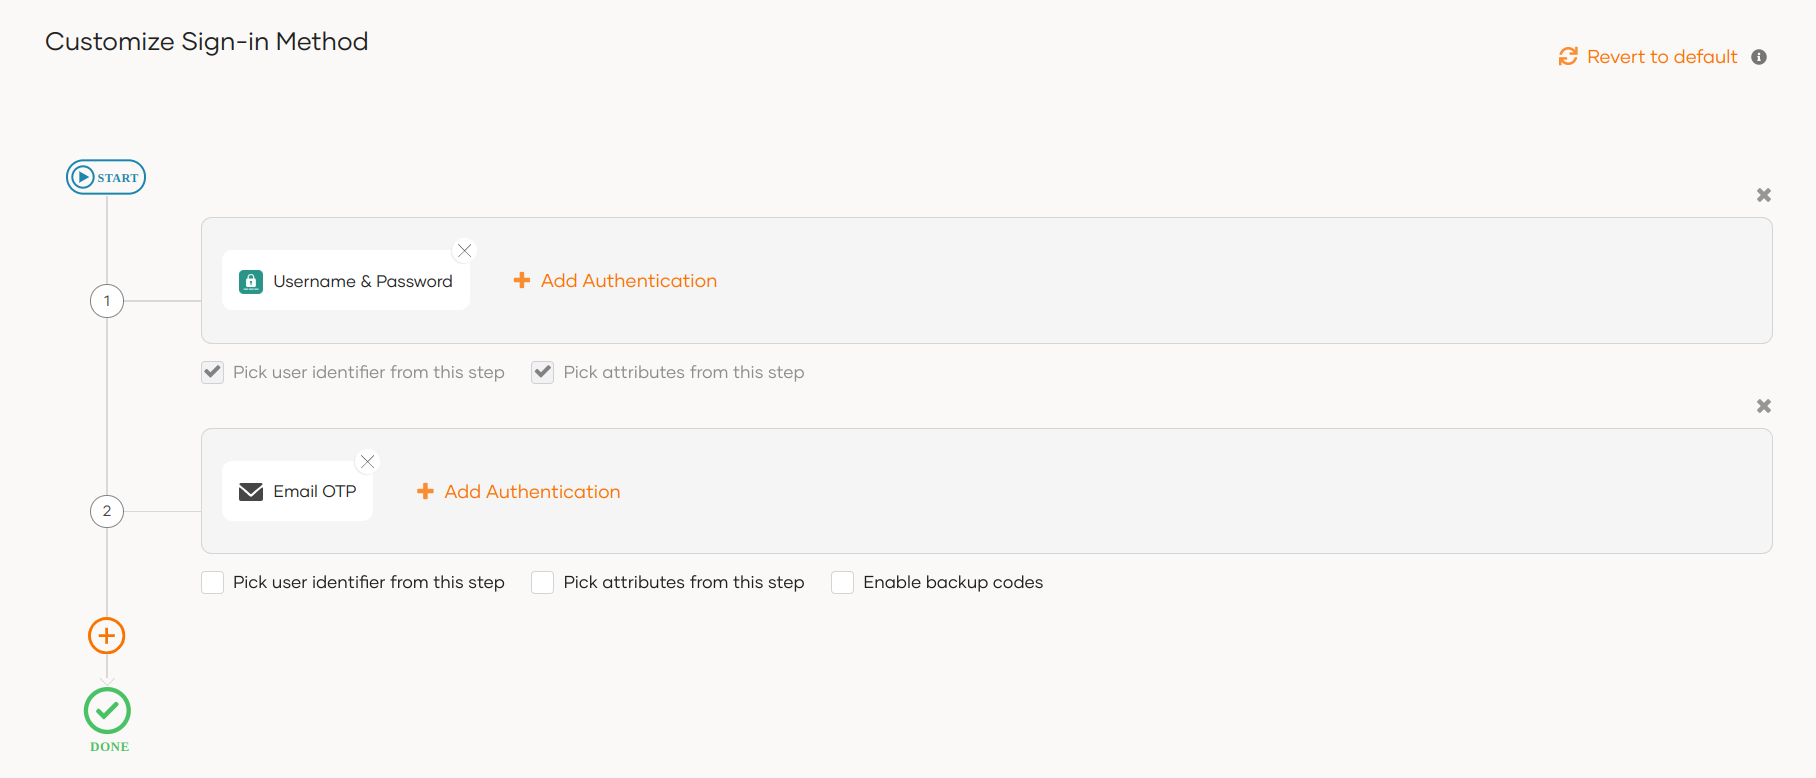 Customize Sign-in Method
Revert to default
START
1
Username & Password
Add Authentication
Pick user identifier from this step Pick attributes from this step
2
Email OTP
Add Authentication
Pick user identifier from this step Pick attributes from this step Enable backup codes
DONE